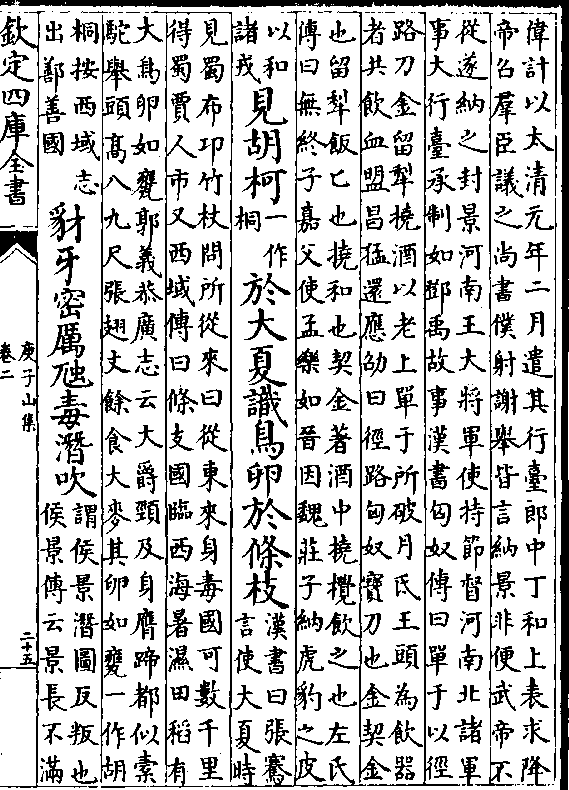 偉計以太清元年二月遣其行臺郎中丁和上表求降
帝召羣臣議之尚書僕射謝舉皆言納景非便武帝不
從遂納之封景河南王大將軍使持節督河南北諸軍
事大行臺承制如鄧禹故事漢書匈奴傳曰單于以徑
路刀金留犁撓酒以老上單于所破月氏王頭為飲器
者共飲血盟昌猛還應劭曰徑路匈奴寶刀也金契金
也留犁飯匕也撓和也契金著酒中撓攪飲之也左氏
傳曰無終子嘉父使孟樂如晉因魏莊子納虎豹之皮
以和諸戎見胡柯一作桐於大夏識鳥卵於條枝漢書曰張騫言使大夏時
見蜀布卭竹杖問所從來曰從東來身毒國可數千里
得蜀賈人市又西域傳曰條支國臨西海暑濕田稻有
大鳥卵如甕郭義恭廣志云大爵頸及身膺蹄都似素
駝舉頭高八九尺張翅丈餘食大麥其卵如甕一作胡
桐按西域志出鄯善國豺牙密厲虺毒潛吹謂侯景潛圖反叛也侯景傳云景長不滿
欽定四庫全書
庾子山集
卷二
二十五